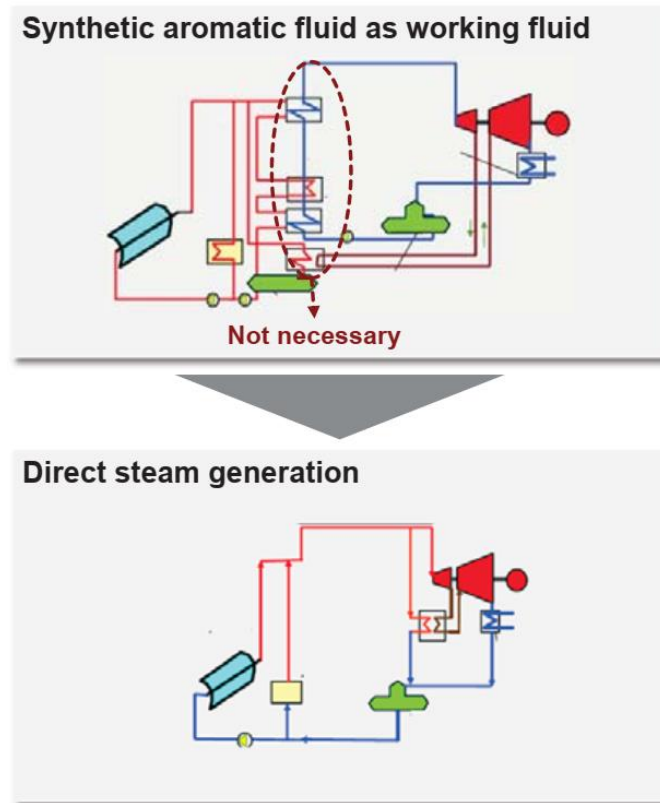 Synthetic aromatic fluid as working fluid
Not necessary
Direct steam generation